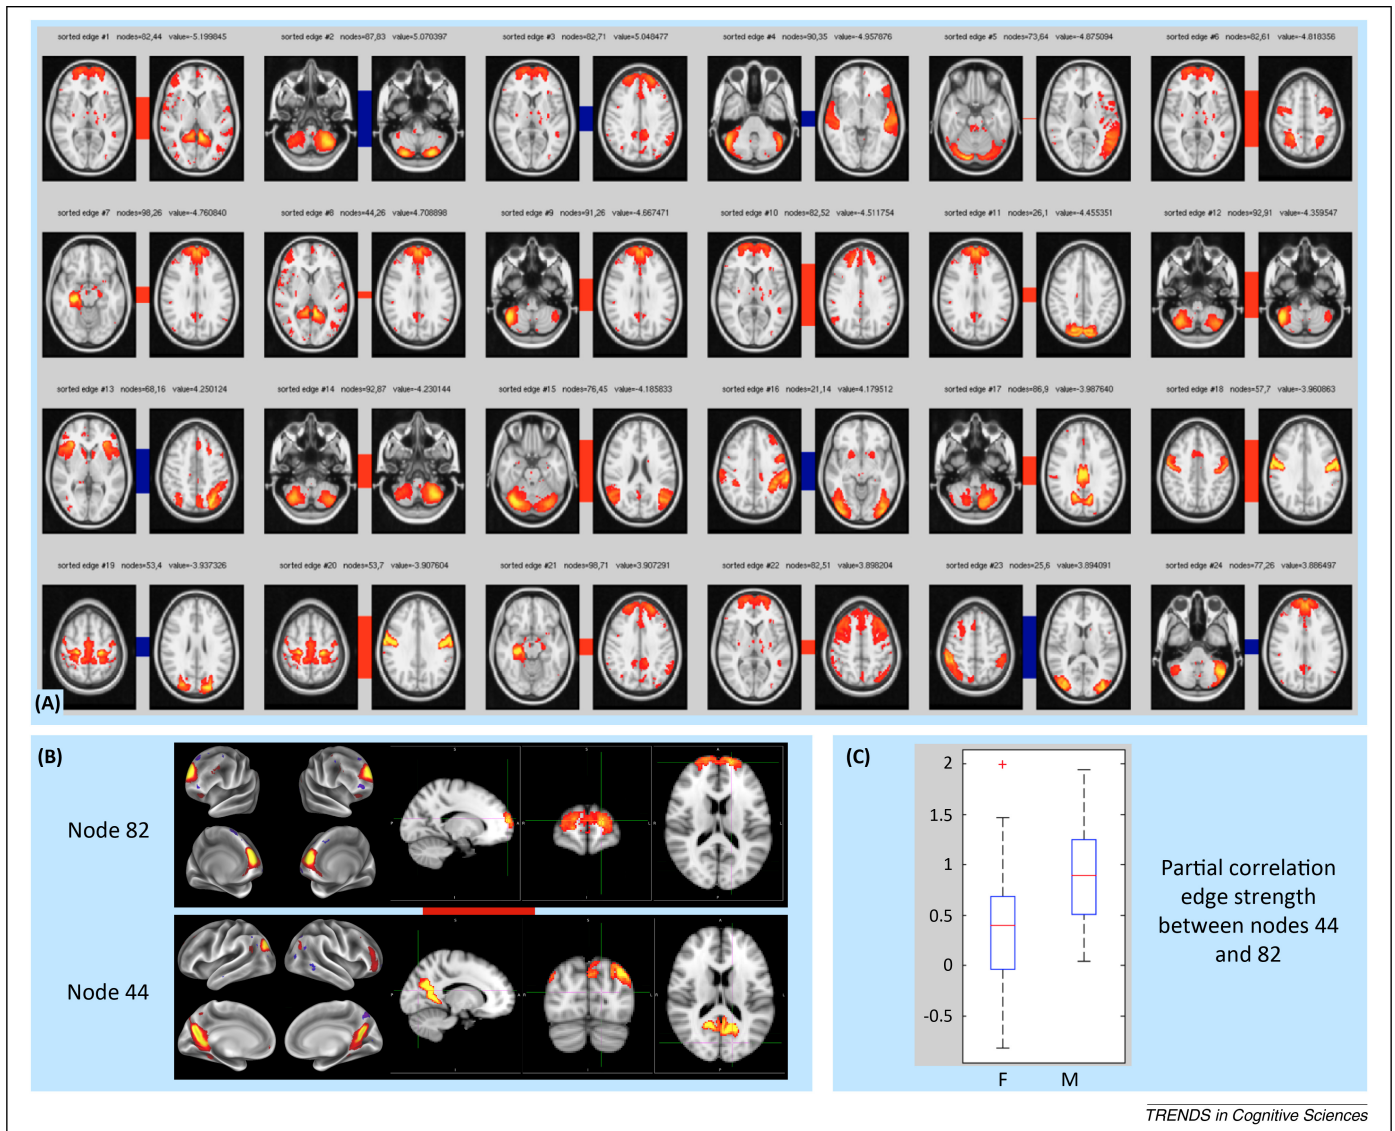 sorted edge #1 nodes=82,44 value=-5.199845
sorted edge #2 nodes=87,83 value=5.070397
sorted edge #3 nodes=82,71 value=5.048477
sorted edge #4 nodes=90,35 value=-4.957876
sorted edge #5 nodes=73,64 value=-4.875094
sorted edge #6 nodes=82,61 value=-4.818356
sorted edge #7 nodes=98,26 value=-4.760840
sorted edge #8 nodes=44,26 value=4.708898
sorted edge #9 nodes=91,26 value=-4.667471
sorted edge #10 nodes=82,52 value=-4.511754
sorted edge #11 nodes=26,1 value=-4.455351
sorted edge #12 nodes=92,91 value=-4.359547
sorted edge #13 nodes=68,16 value=4.250124
sorted edge #14 nodes=92,87 value=-4.230144
sorted edge #15 nodes=76,45 value=-4.185833
sorted edge #16 nodes=21,14 value=4.179512
sorted edge #17 nodes=86,9 value=-3.987640
sorted edge #18 nodes=57,7 value=-3.960863
sorted edge #19 nodes=53,4 value=-3.937326
sorted edge #20 nodes=53,7 value=-3.907604
sorted edge #21 nodes=98,71 value=3.907291
sorted edge #22 nodes=82,51 value=3.898204
sorted edge #23 nodes=25,6 value=3.894091
sorted edge #24 nodes=77,26 value=3.886497
(A)
(B)
Node 82
S
S
A
P
A
R
L
R
L
I
I
P
Node 44
S
S
A
P
A
R
L
R
L
I
I
P
(C)
2
1.5
1
0.5
0
-0.5
F M
Partial correlation
edge strength
between nodes 44
and 82
TRENDS in Cognitive Sciences